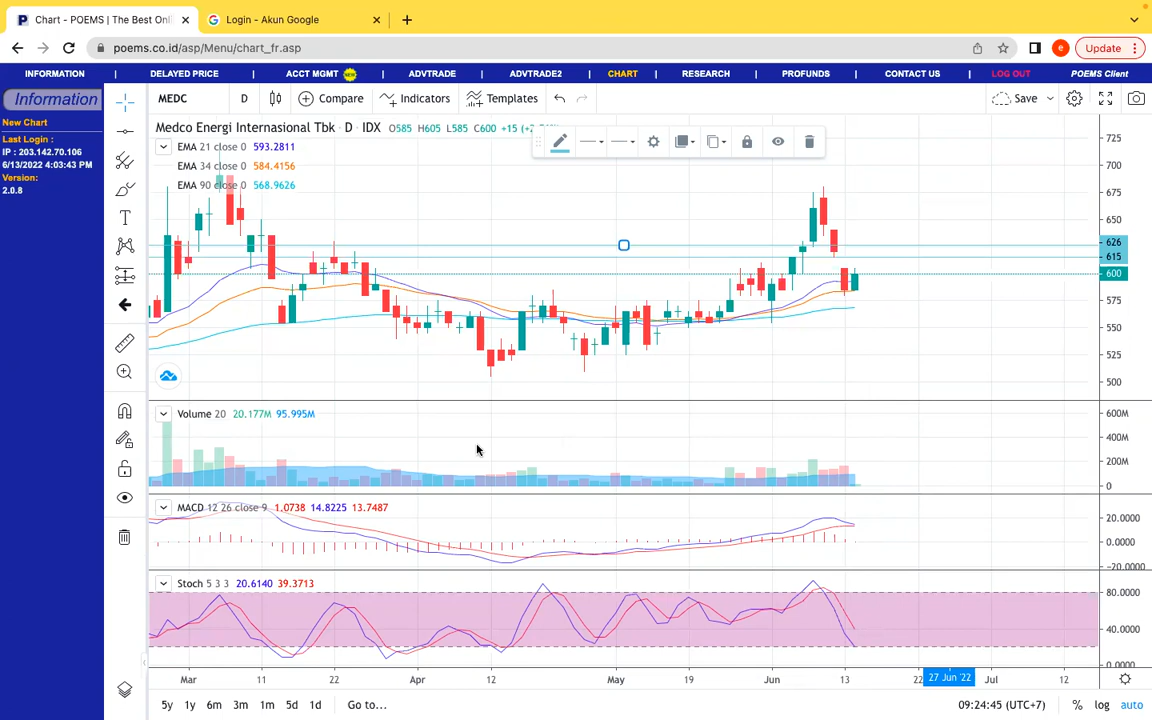 Chart - POEMS | The Best Onl
Login - Akun Google
poems.co.id/asp/Menu/chart_fr.asp
e
Update
INFORMATION | DELAYED PRICE | ACCT MGMT NEW | ADVTRADE | ADVTRADE2 | CHART | RESEARCH | PROFUNDS | CONTACT US | LOG OUT POEMS Client
Information
New Chart
Last Login :
IP : 203.142.70.106
6/13/2022 4:03:43 PM
Version:
2.0.8
MEDC D Compare Indicators Templates Save
Medco Energi Internasional Tbk · D · IDX O585 H605 L585 C600 +15
EMA 21 close 0 593.2811
EMA 34 close 0 584.4156
EMA 90 close 0 568.9626
725
700
675
650
626
615
600
575
550
525
500
Volume 20 20.177M 95.995M
600M
400M
200M
0
MACD 12 26 close 9 1.0738 14.8225 13.7487
20.0000
0.0000
−20.0000
Stoch 5 3 3 20.6140 39.3713
80.0000
40.0000
0.0000
Mar 11 22 Apr 12 May 19 Jun 13 22 27 Jun '22 Jul 12
5y 1y 6m 3m 1m 5d 1d Go to... 09:24:45 (UTC+7) % log auto